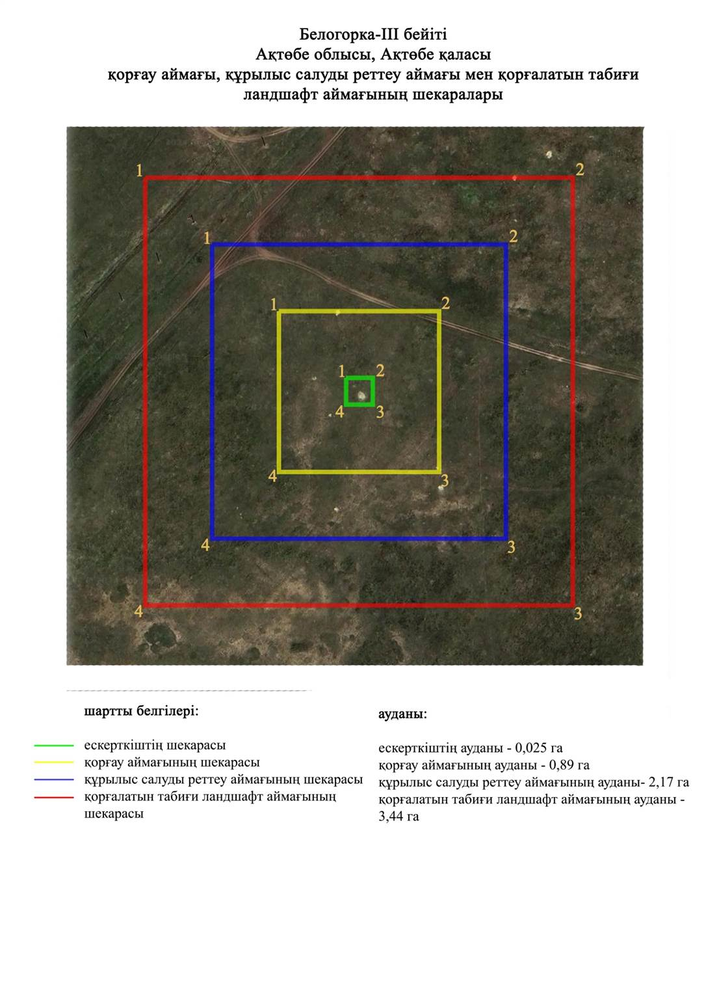 Белогорка-III бейіті
Ақтөбе облысы, Ақтөбе қаласы
қорғау аймағы, құрылыс салуды реттеу аймағы мен қорғалатын табиғи
ландшафт аймағының шекаралары
1
2
1
2
1
2
1
2
4
3
4
3
4
3
4
3
шартты белгілері:
ескерткіштің шекарасы
қорғау аймағының шекарасы
құрылыс салуды реттеу аймағының шекарасы
қорғалатын табиғи ландшафт аймағының
шекарасы
ауданы:
ескерткіштің ауданы - 0,025 га
қорғау аймағының ауданы - 0,89 га
құрылыс салуды реттеу аймағының ауданы- 2,17 га
қорғалатын табиғи ландшафт аймағының ауданы -
3,44 га